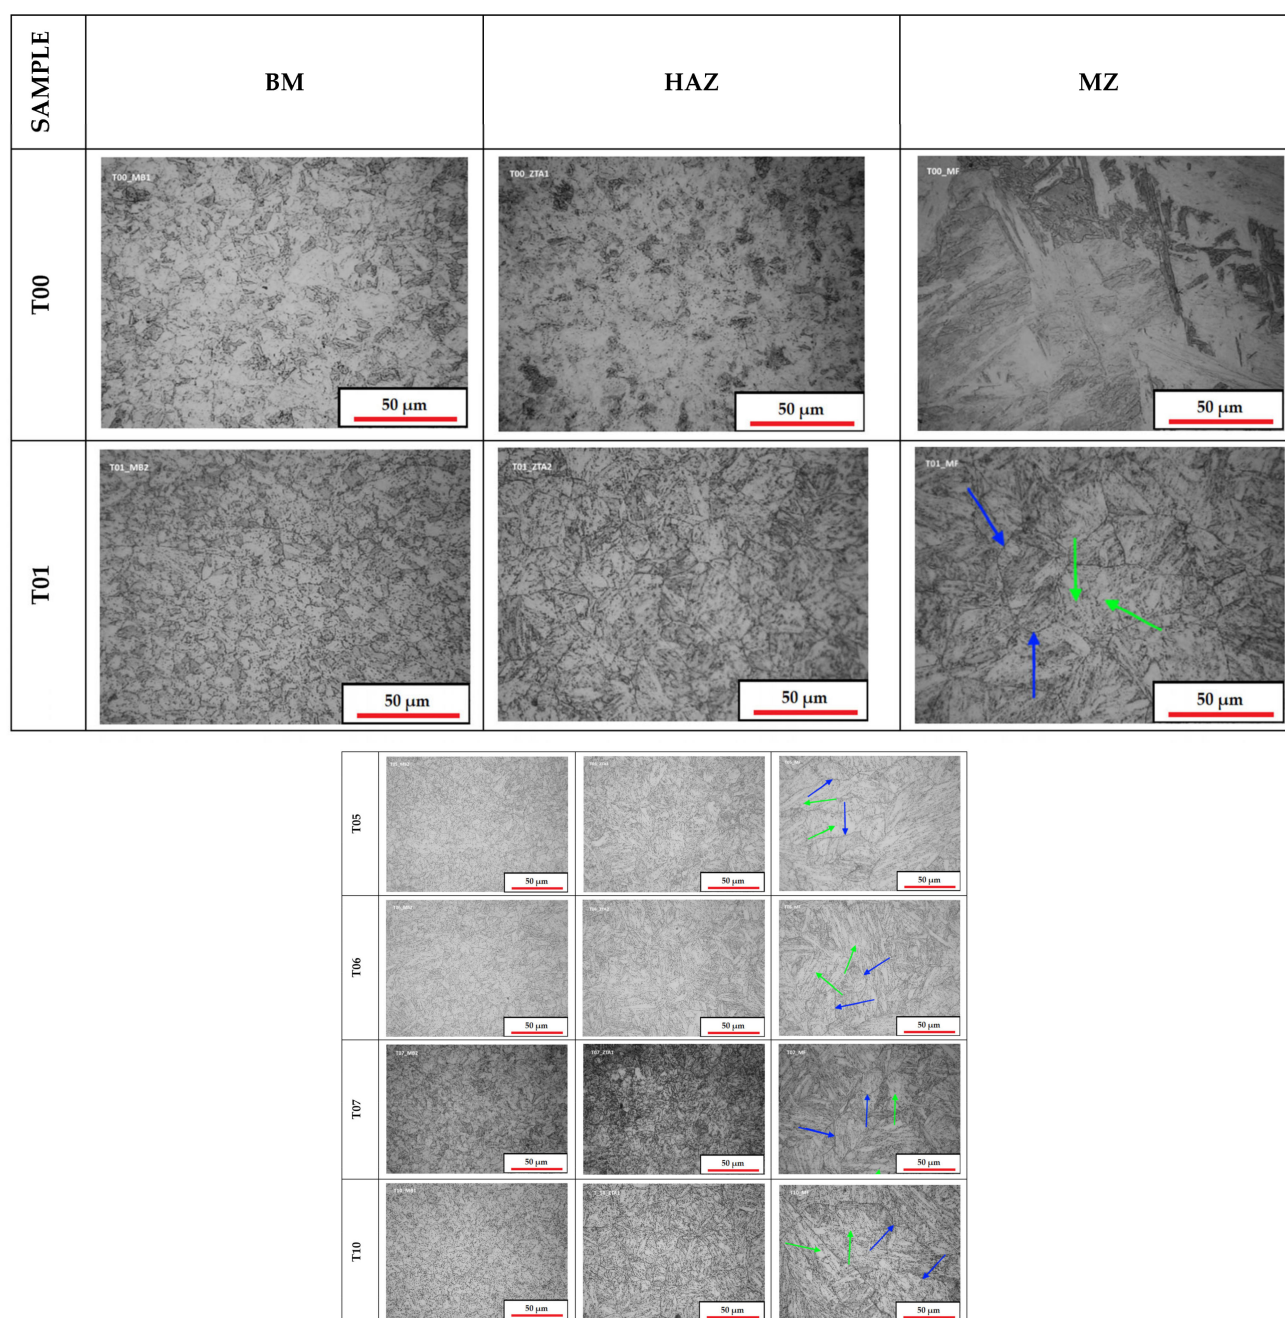 SAMPLE
BM
HAZ
MZ
T00
T00_MB1
50 μm
T00_ZTA1
50 μm
T00_MF
50 μm
T01
T01_MB2
50 μm
T01_ZTA2
50 μm
T01_MF
50 μm
T05
50 μm
50 μm
50 μm
T06
50 μm
50 μm
50 μm
T07
T07_MB2
50 μm
T07_ZTA1
50 μm
T07_MF
50 μm
T10
T10_MB1
50 μm
50 μm
T10_MF
50 μm